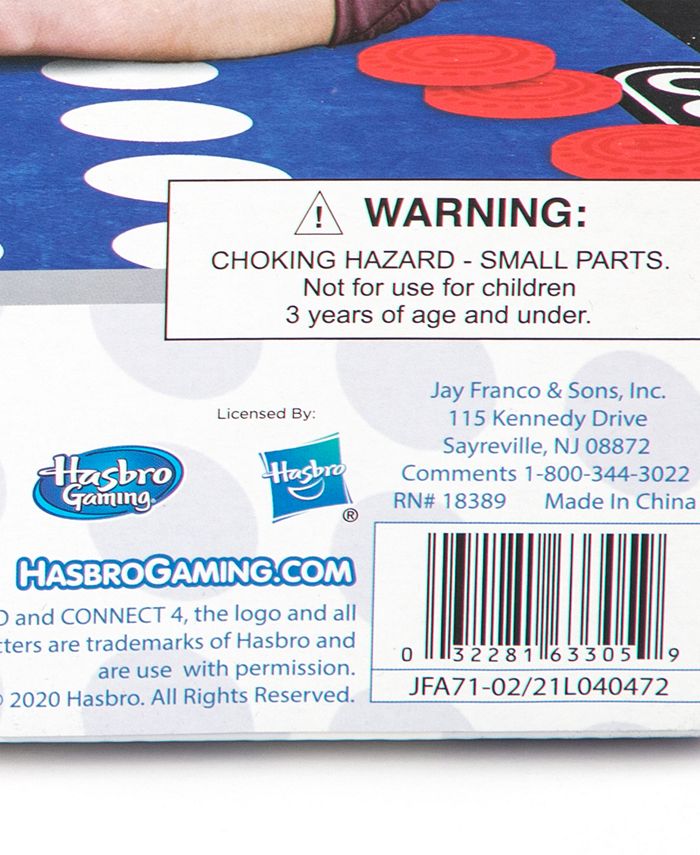 WARNING:
CHOKING HAZARD - SMALL PARTS.
Not for use for children
3 years of age and under.
Jay Franco & Sons, Inc.
115 Kennedy Drive
Sayreville, NJ 08872
Comments 1-800-344-3022
RN# 18389 Made In China
Licensed By:
Hasbro
Gaming
Hasbro
®
HASBROGAMING.COM
and CONNECT 4, the logo and all
are trademarks of Hasbro and
are use with permission.
2020 Hasbro. All Rights Reserved.
0 32281 63305 9
JFA71-02/21L040472